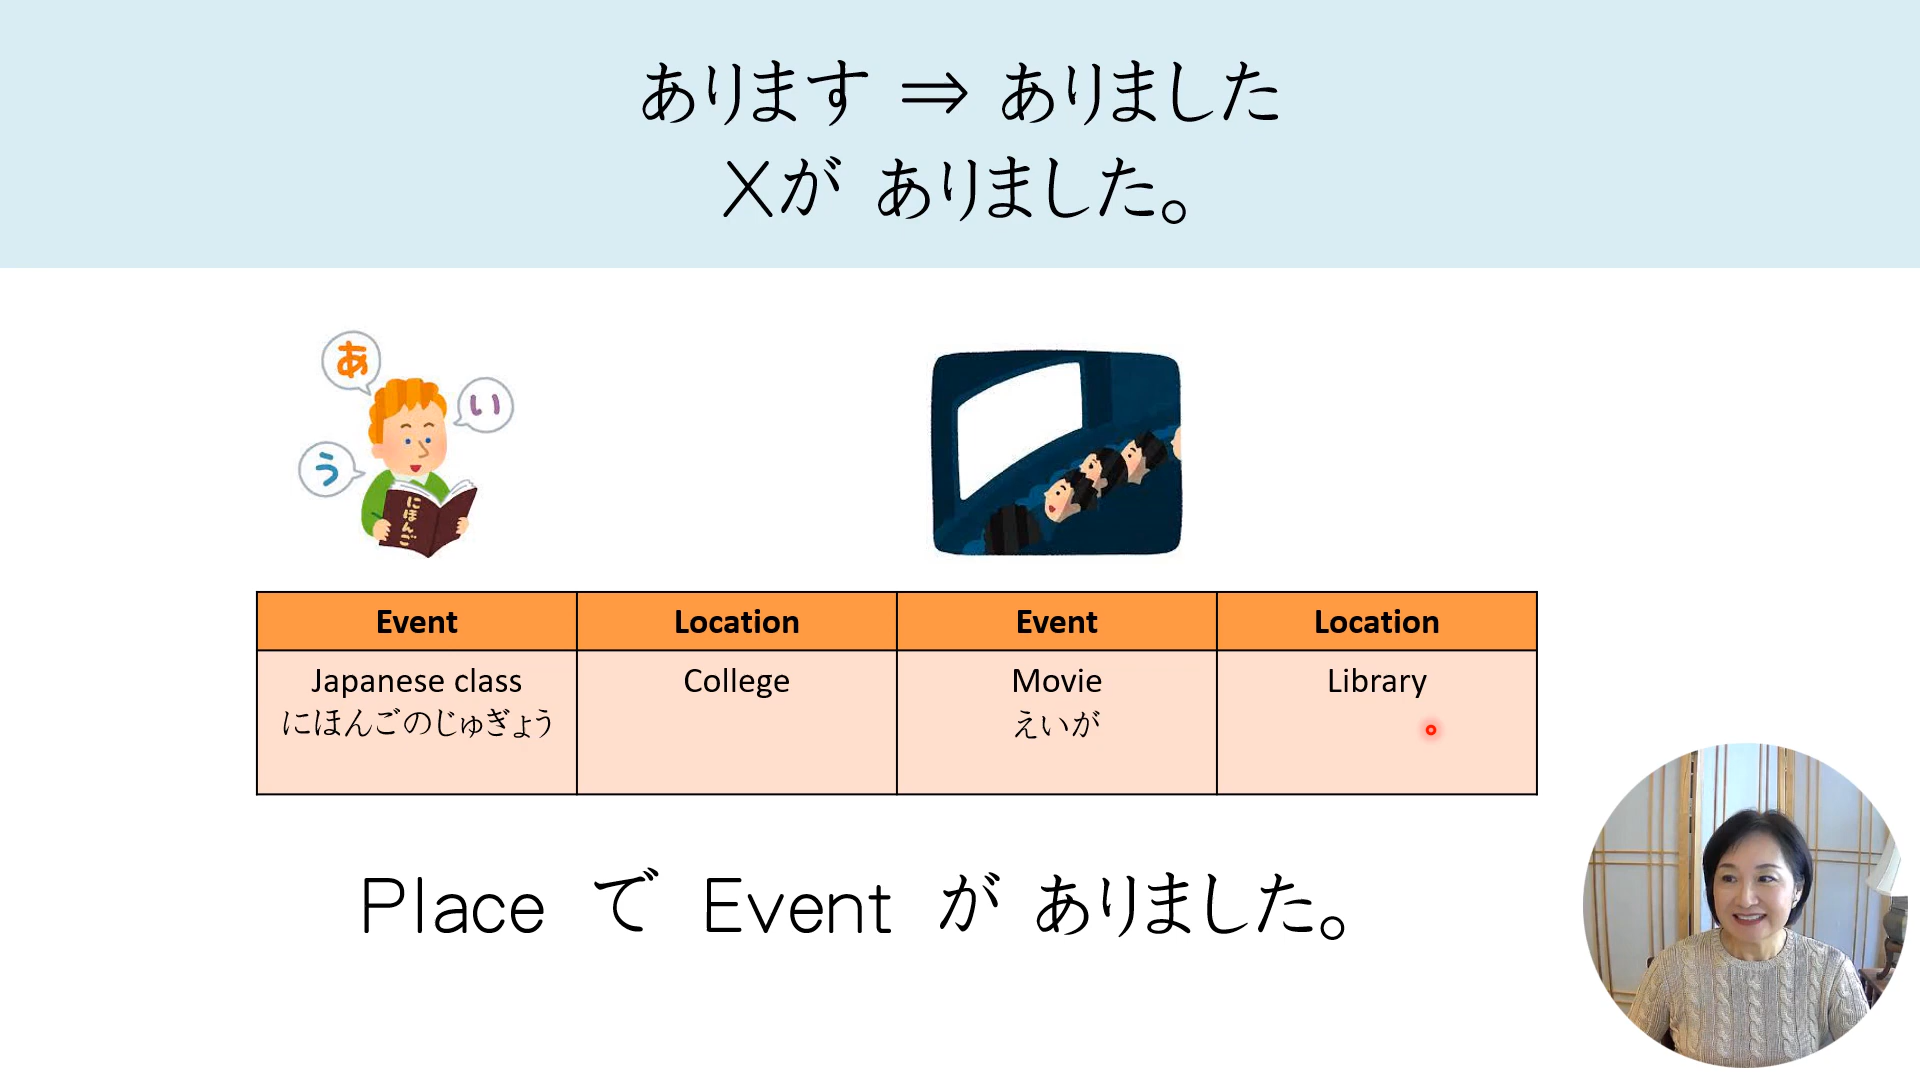 あります ⇒ ありました
Xが ありました。
あ
い
う
にほんご
Event Location Event Location
Japanese class College Movie Library
にほんごのじゅぎょう えいが
Place で Event が ありました。